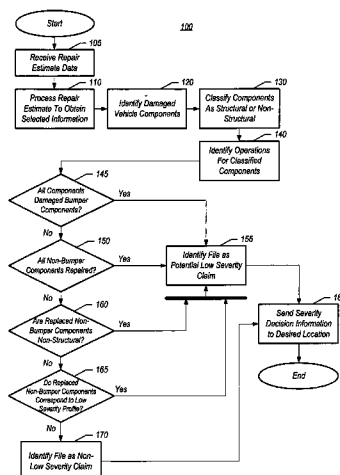 Start
100
105
Receive Repair
Estimate Data
110
Process Repair
Estimate To Obtain
Selected Information
120
Identify Damaged
Vehicle Components
130
Classify Components
As Structural or Non-
Structural
140
Identify Operations
For Classified
Components
145
All Components
Damaged Bumper
Components?
Yes
No
150
All Non-Bumper
Components Repaired?
Yes
155
Identify File as
Potential Low Severity
Claim
No
160
Are Replaced Non-
Bumper Components
Non-Structural?
Yes
Send Severity
Decision Information
to Desired Location
No
165
Do Replaced
Non-Bumper Components
Correspond to Low
Severity Profile?
Yes
End
No
170
Identify File as Non-
Low Severity Claim